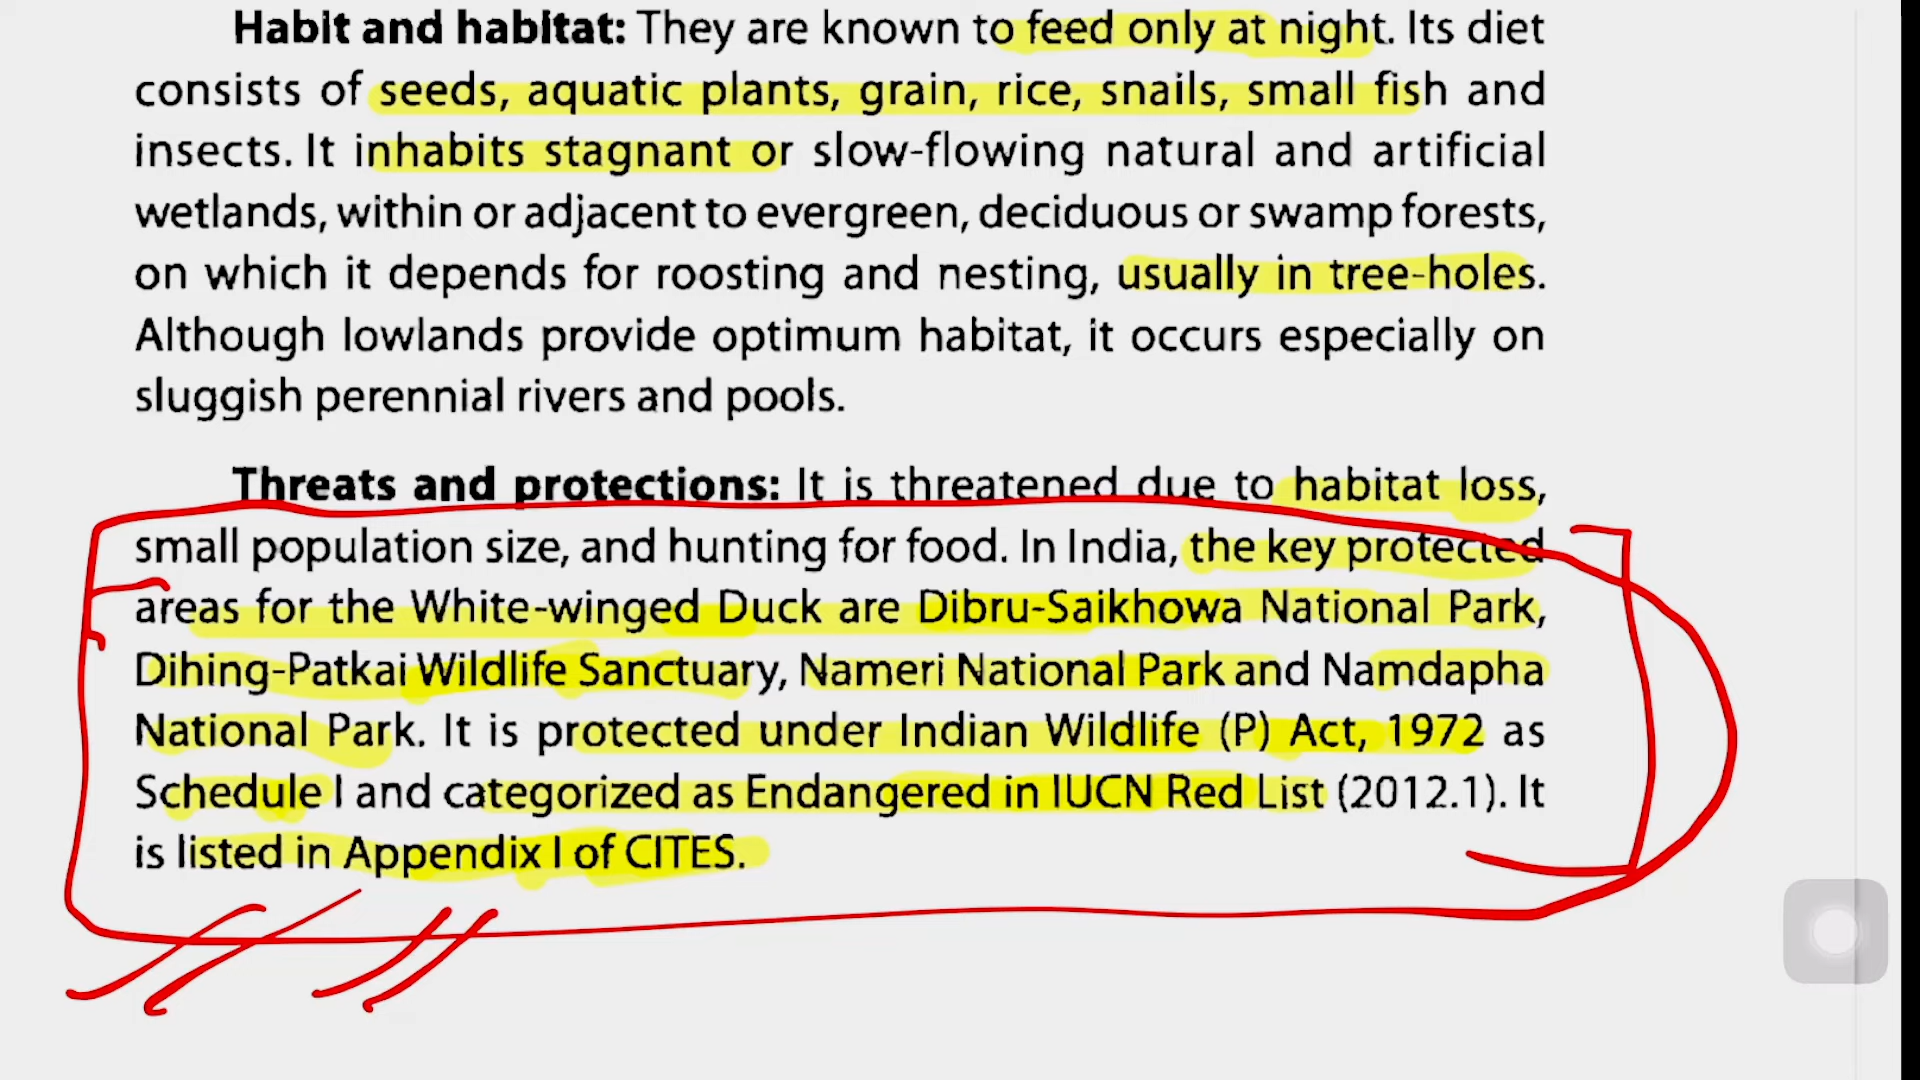 Habit and habitat: They are known to feed only at night. Its diet
consists of seeds, aquatic plants, grain, rice, snails, small fish and
insects. It inhabits stagnant or slow-flowing natural and artificial
wetlands, within or adjacent to evergreen, deciduous or swamp forests,
on which it depends for roosting and nesting, usually in tree-holes.
Although lowlands provide optimum habitat, it occurs especially on
sluggish perennial rivers and pools.
Threats and protections: It is threatened due to habitat loss,
small population size, and hunting for food. In India, the key protected
areas for the White-winged Duck are Dibru-Saikhowa National Park,
Dihing-Patkai Wildlife Sanctuary, Nameri National Park and Namdapha
National Park. It is protected under Indian Wildlife (P) Act, 1972 as
Schedule I and categorized as Endangered in IUCN Red List (2012.1). It
is listed in Appendix I of CITES.